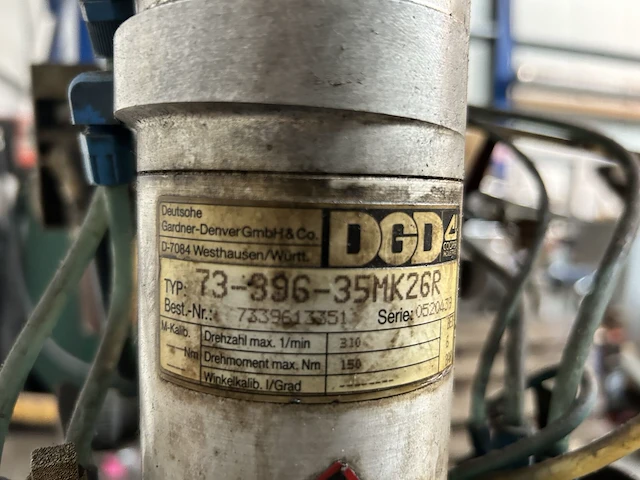 Deutsche
Gardner-Denver GmbH & Co.
D-7084 Westhausen/Württ.
DGD
TYP: 73-396-35MK26R
Best.-Nr.: 7339613351
Serie:
M-Kalib.
Nm
Drehzahl max. 1/min 310
Drehmoment max. Nm 150
Winkelkalib. I/Grad --------